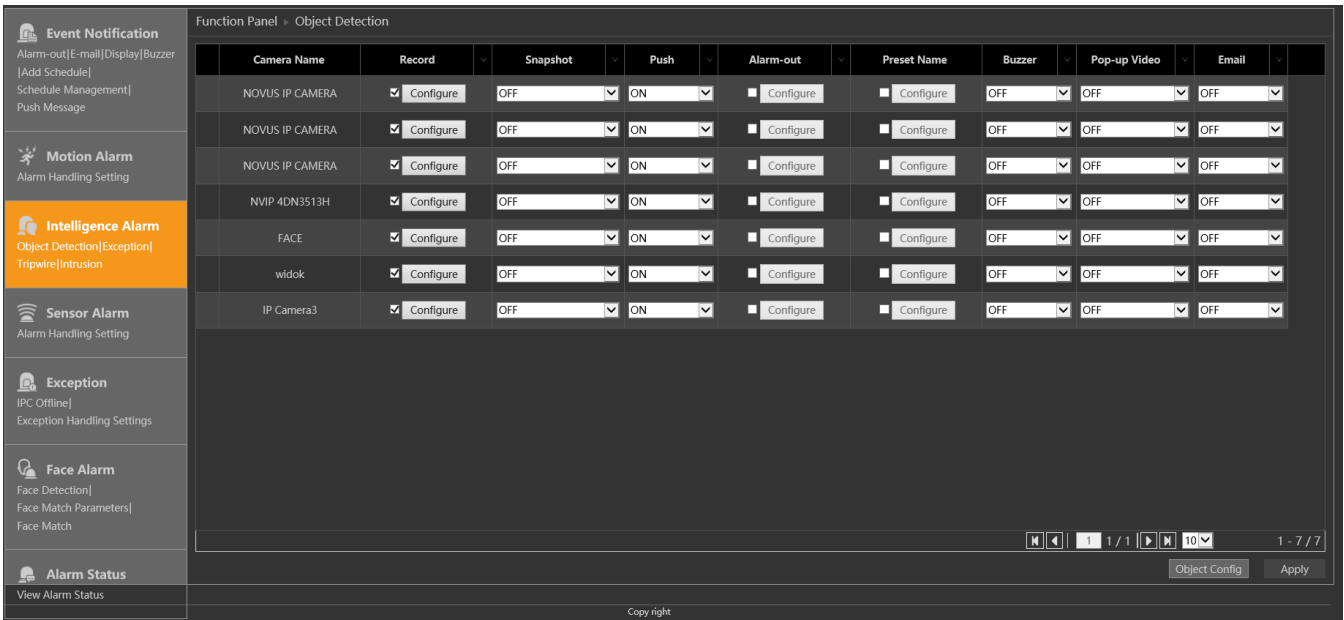 Event Notification
Alarm-out|E-mail|Display|Buzzer
|Add Schedule|
Schedule Management|
Push Message
Motion Alarm
Alarm Handling Setting
Intelligence Alarm
Object Detection|Exception|
Tripwire|Intrusion
Sensor Alarm
Alarm Handling Setting
Exception
IPC Offline|
Exception Handling Settings
Face Alarm
Face Detection|
Face Match Parameters|
Face Match
Alarm Status
View Alarm Status
Function Panel Object Detection
Camera Name Record Snapshot Push Alarm-out Preset Name Buzzer Pop-up Video Email
NOVUS IP CAMERA Configure OFF ON Configure Configure OFF OFF OFF
NOVUS IP CAMERA Configure OFF ON Configure Configure OFF OFF OFF
NOVUS IP CAMERA Configure OFF ON Configure Configure OFF OFF OFF
NVIP 4DN3513H Configure OFF ON Configure Configure OFF OFF OFF
FACE Configure OFF ON Configure Configure OFF OFF OFF
widok Configure OFF ON Configure Configure OFF OFF OFF
IP Camera3 Configure OFF ON Configure Configure OFF OFF OFF
1 1 / 1 10 1 - 7 / 7
Object Config Apply
Copy right